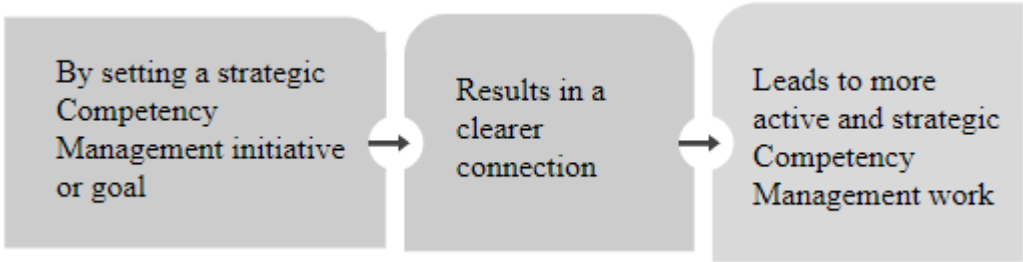 By setting a strategic
Competency
Management initiative
or goal
Results in a
clearer
connection
Leads to more
active and strategic
Competency
Management work